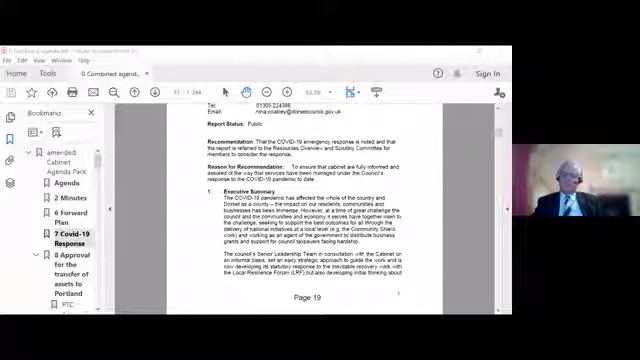 Home Tools 0 Combined agen... × Sign In
Bookmarks
amended
Cabinet
Agenda Pack
Agenda
2 Minutes
6 Forward
Plan
7 Covid-19
Response
8 Approval
for the
transfer of
assets to
Portland
PTC
Tel:
Email: nina.coakley@dorsetcouncil.gov.uk
Report Status: Public
Recommendation: That the COVID-19 emergency response is noted and that
the report is referred to the Resources Overview and Scrutiny Committee for
members to consider the response.
Reason for Recommendation: To ensure that cabinet are fully informed and
assured of the way that services have been managed under the Council's
response to the COVID-19 pandemic to date.
1. Executive Summary
The COVID-19 pandemic has affected the whole of the country and
Dorset as a county – the impact on our residents, communities and
businesses has been immense. However, at a time of great challenge the
council and the communities and economy it serves have together risen to
the challenge, seeking to support the best outcomes for all through the
delivery of national initiatives at a local level (e.g. the Community Shield
work) and working as an agent of the government to distribute business
grants and support for council taxpayers facing hardship.
The council's Senior Leadership Team in consultation with the Cabinet on
an informal basis, set an early strategic approach to guide the work and is
now developing its statutory response to the inevitable recovery work with
the Local Resilience Forum (LRF) but also developing initial thinking about
Page 19